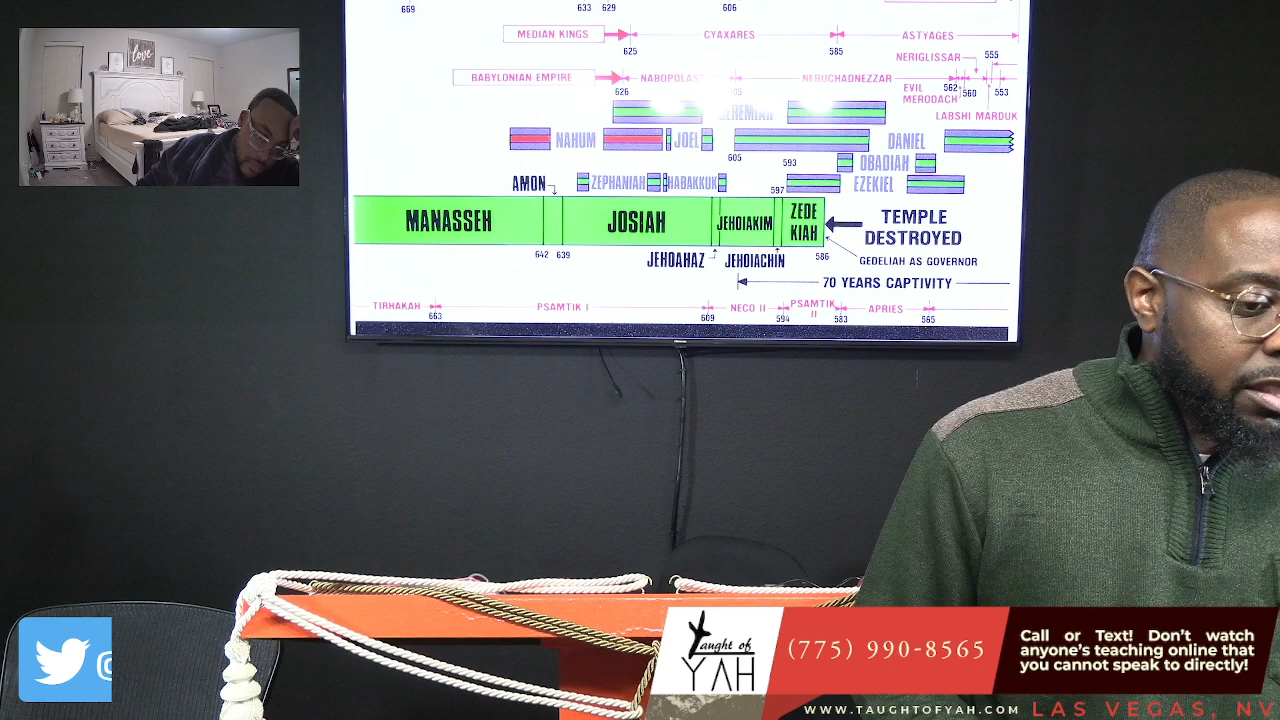 love
669
633
629
606
MEDIAN KINGS
CYAXARES
ASTYAGES
625
585
NERIGLISSAR
555
BABYLONIAN EMPIRE
NEBUCHADNEZZAR
626
EVIL
MERODACH
562
560
553
LABSHI MARDUK
JEREMIAH
NAHUM
JOEL
DANIEL
605
593
OBADIAH
AMON
ZEPHANIAH
HABAKKUK
597
EZEKIEL
MANASSEH
JOSIAH
JEHOIAKIM
ZEDE
KIAH
TEMPLE
DESTROYED
642
639
JEHOAHAZ
JEHOIACHIN
586
GEDELIAH AS GOVERNOR
70 YEARS CAPTIVITY
TIRHAKAH
663
PSAMTIK I
609
NECO II
594
PSAMTIK
II
583
APRIES
565
Taught of
YAH
(775) 990-8565
Call or Text! Don't watch
anyone's teaching online that
you cannot speak to directly!
WWW.TAUGHTOFYAH.COM
LAS VEGAS, NV